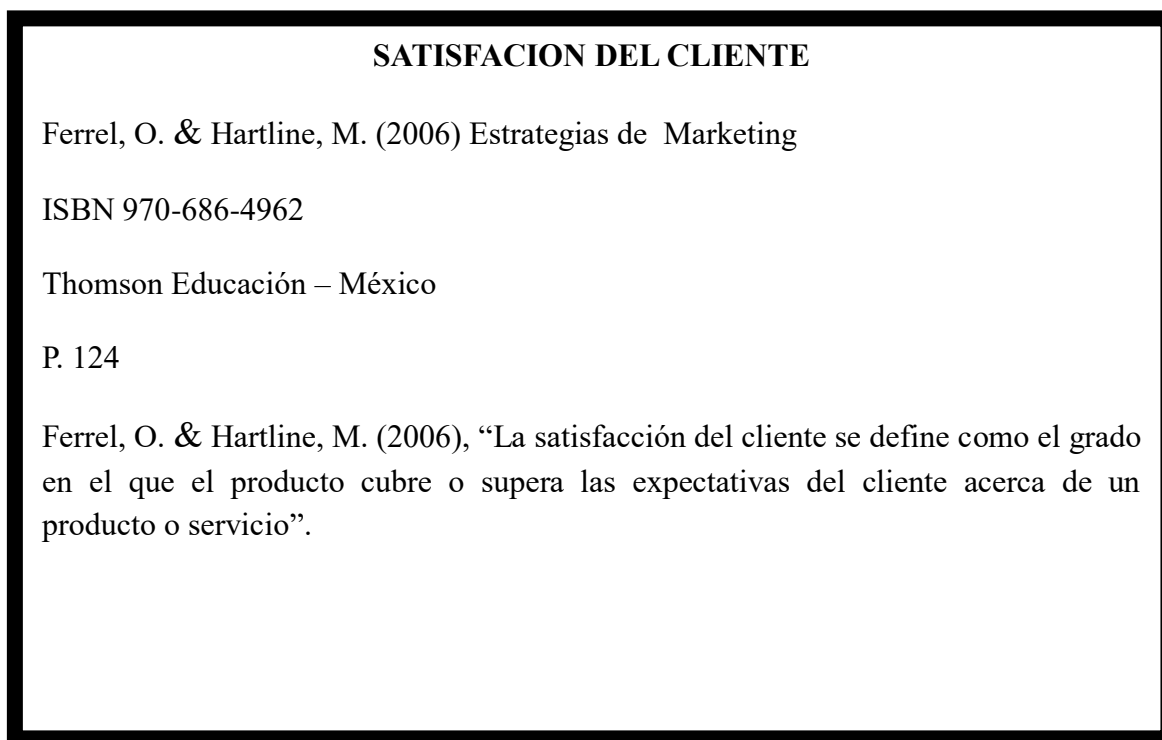 SATISFACION DEL CLIENTE
Ferrel, O. & Hartline, M. (2006) Estrategias de  Marketing
ISBN 970-686-4962
Thomson Educación – México
P. 124
Ferrel, O. & Hartline, M. (2006), “La satisfacción del cliente se define como el grado
en el que el producto cubre o supera las expectativas del cliente acerca de un
producto o servicio”.